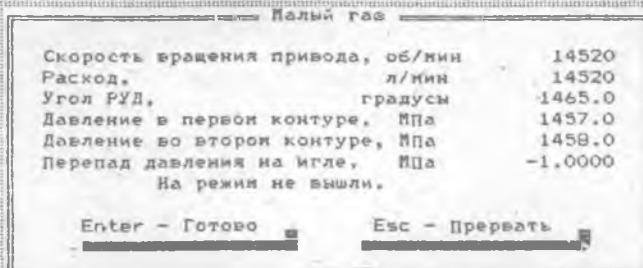 Малый газ
Скорость вращения привода, об/мин 14520
Расход, л/мин 14520
Угол РУД, градусы 1465.0
Давление в первом контуре, МПа 1457.0
Давление во втором контуре, МПа 1458.0
Перепад давления на игле, МПа -1.0000
На режим не вышли.
Enter - Готово Esc - Прервать